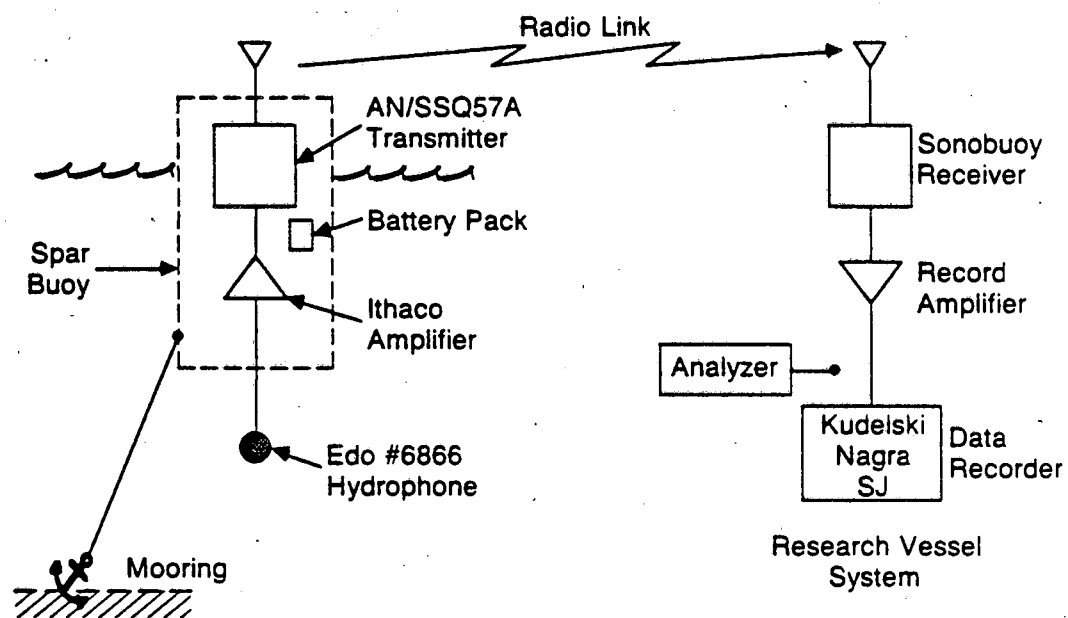 Radio Link
AN/SSQ57A
Transmitter
Battery Pack
Spar
Buoy
Ithaco
Amplifier
Edo #6866
Hydrophone
Mooring
Sonobuoy
Receiver
Record
Amplifier
Analyzer
Kudelski
Nagra
SJ
Data
Recorder
Research Vessel
System